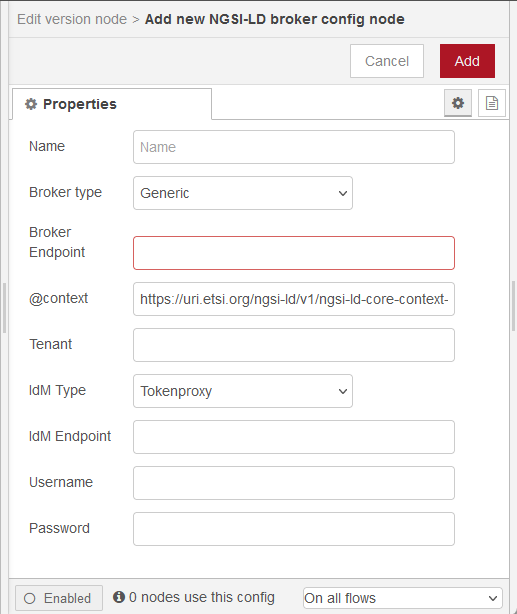 Edit version node > Add new NGSI-LD broker config node
Cancel
Add
Properties
Name
Name
Broker type
Generic
Broker
Endpoint
@context
https://uri.etsi.org/ngsi-ld/v1/ngsi-ld-core-context-
Tenant
IdM Type
Tokenproxy
IdM Endpoint
Username
Password
Enabled
0 nodes use this config
On all flows